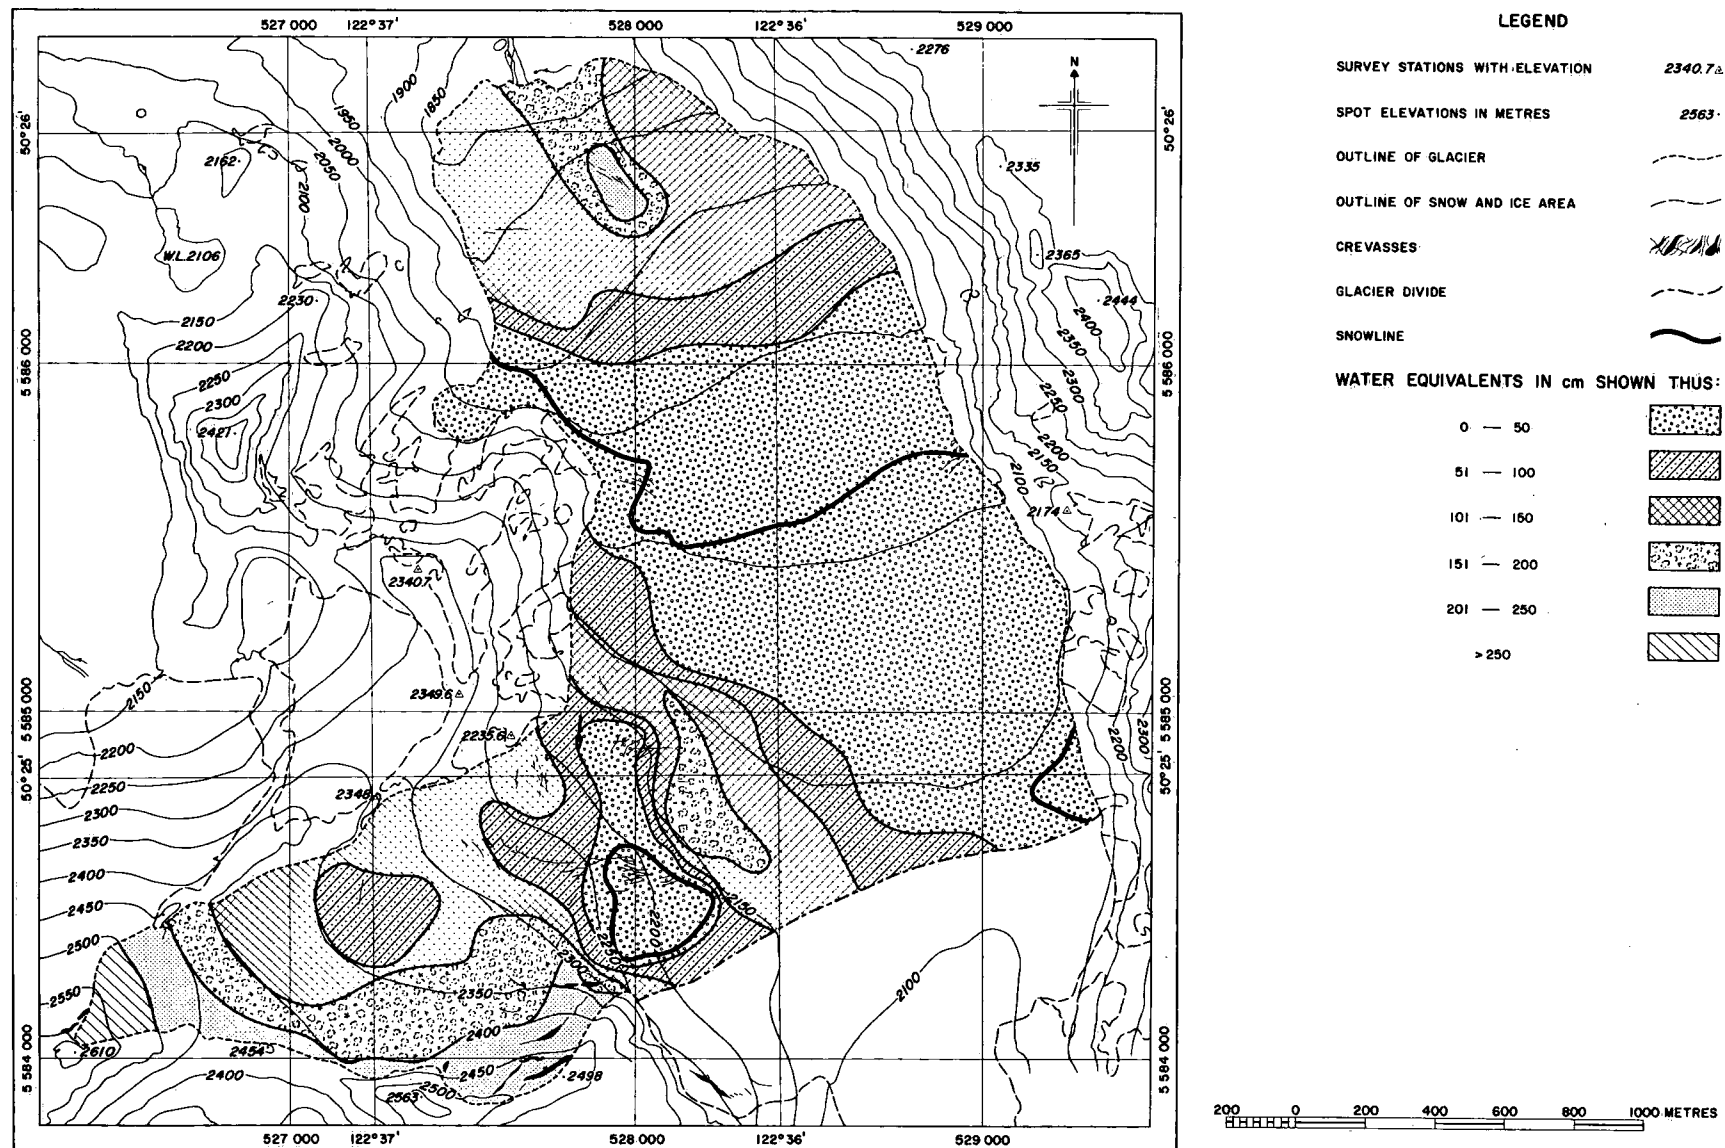 527 000 122°37' 528 000 122°36' 529 000
LEGEND
SURVEY STATIONS WITH ELEVATION 2340.7
SPOT ELEVATIONS IN METRES 2563
OUTLINE OF GLACIER
OUTLINE OF SNOW AND ICE AREA
CREVASSES
GLACIER DIVIDE
SNOWLINE
WATER EQUIVALENTS IN cm SHOWN THUS:
0 — 50
51 — 100
101 — 150
151 — 200
201 — 250
>250
200 0 200 400 600 800 1000 METRES
N
2276
1900
1850
1950
2000
2050
2100
50°26'
50°26'
2162
2335
W.L.2106
2365
2230
2444
2400
2350
2300
2250
2200
2150
2100
2150
2200
2250
2300
2421
5 586 000
5 586 000
2174
2340.7
2349.6
2150
2235.6
5 585 000
5 585 000
2200
2300
2200
2250
2300
2350
2400
2450
2500
2550
2348
50°25'
50°25'
2150
2200
2250
2300
2350
2400
2450
2500
2100
2610
2454
2400
2563
2498
5 584 000
5 584 000
527 000 122°37' 528 000 122°36' 529 000